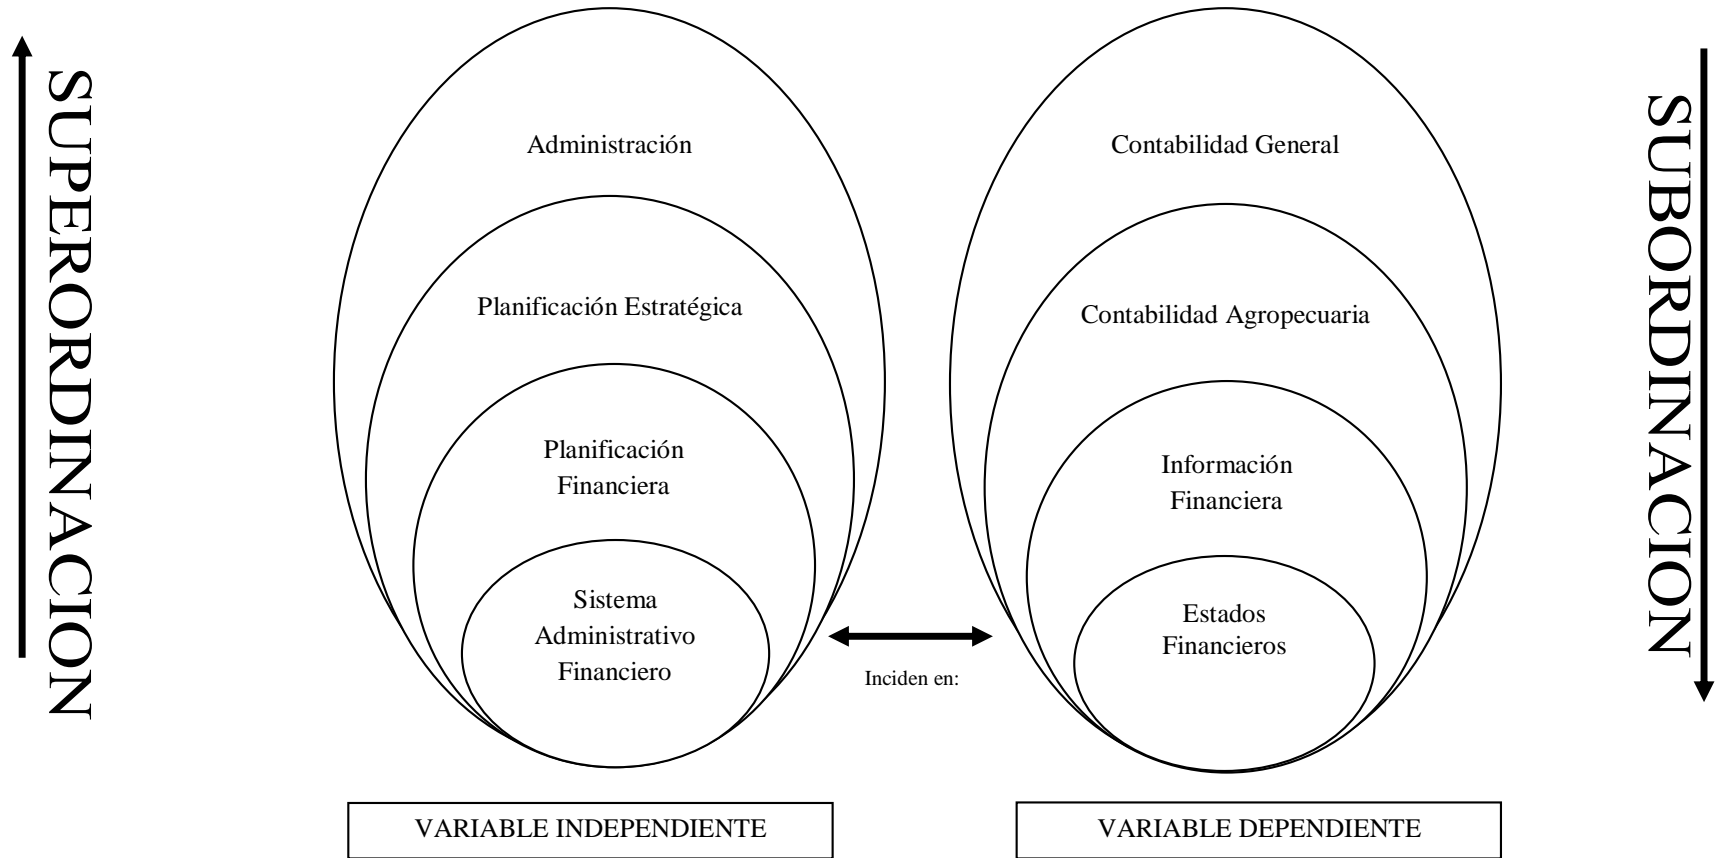 SUPERORDINACION
Administración
Planificación Estratégica
Planificación
Financiera
Sistema
Administrativo
Financiero
Inciden en:
Contabilidad General
Contabilidad Agropecuaria
Información
Financiera
Estados
Financieros
SUBORDINACION
VARIABLE INDEPENDIENTE
VARIABLE DEPENDIENTE